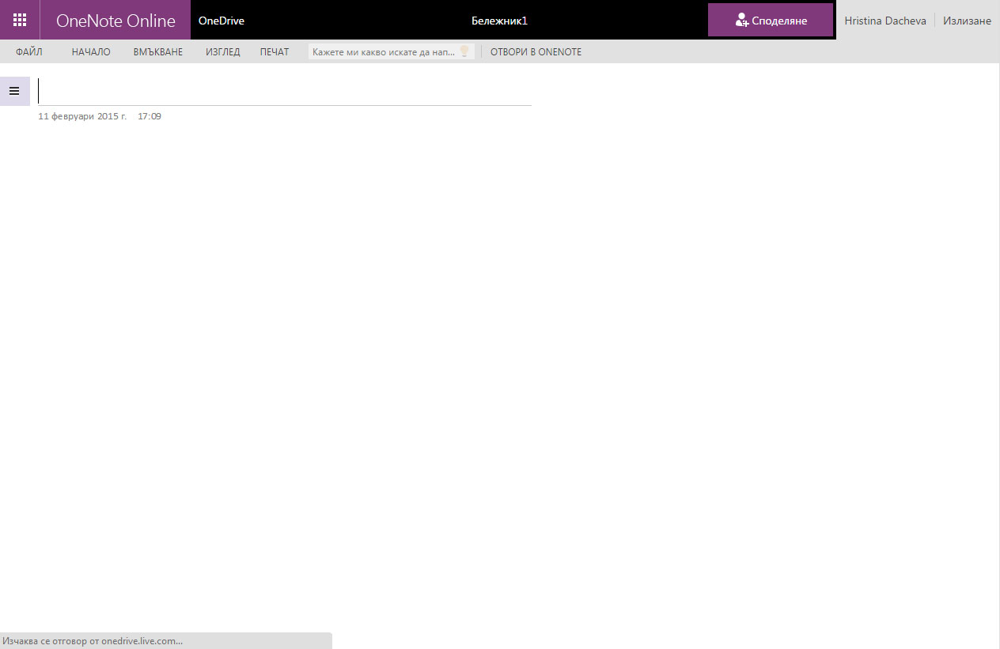 OneNote Online OneDrive Бележник1 Споделяне Hristina Dacheva Излизане
ФАЙЛ НАЧАЛО ВМЪКВАНЕ ИЗГЛЕД ПЕЧАТ Кажете ми какво искате да нап... ОТВОРИ В ONENOTE
11 февруари 2015 г. 17:09
Изчаква се отговор от onedrive.live.com...